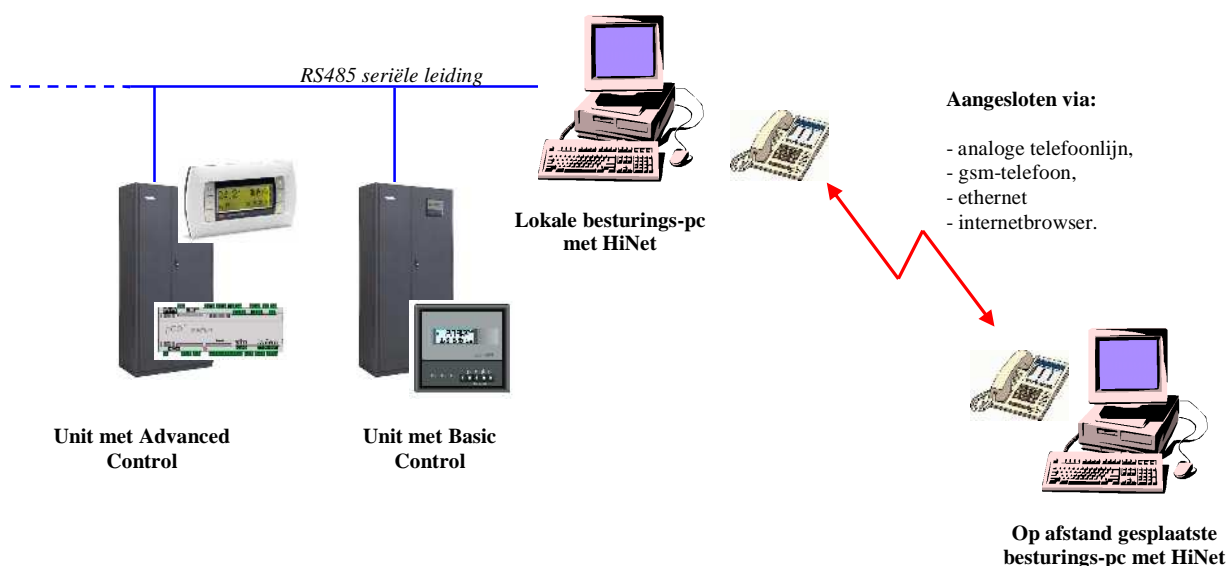 RS485 seriële leiding
Aangesloten via:
- analoge telefoonlijn,
- gsm-telefoon,
- ethernet
- internetbrowser.
Lokale besturings-pc
met HiNet
Unit met Advanced
Control
Unit met Basic
Control
Op afstand gesplaatste
besturings-pc met HiNet